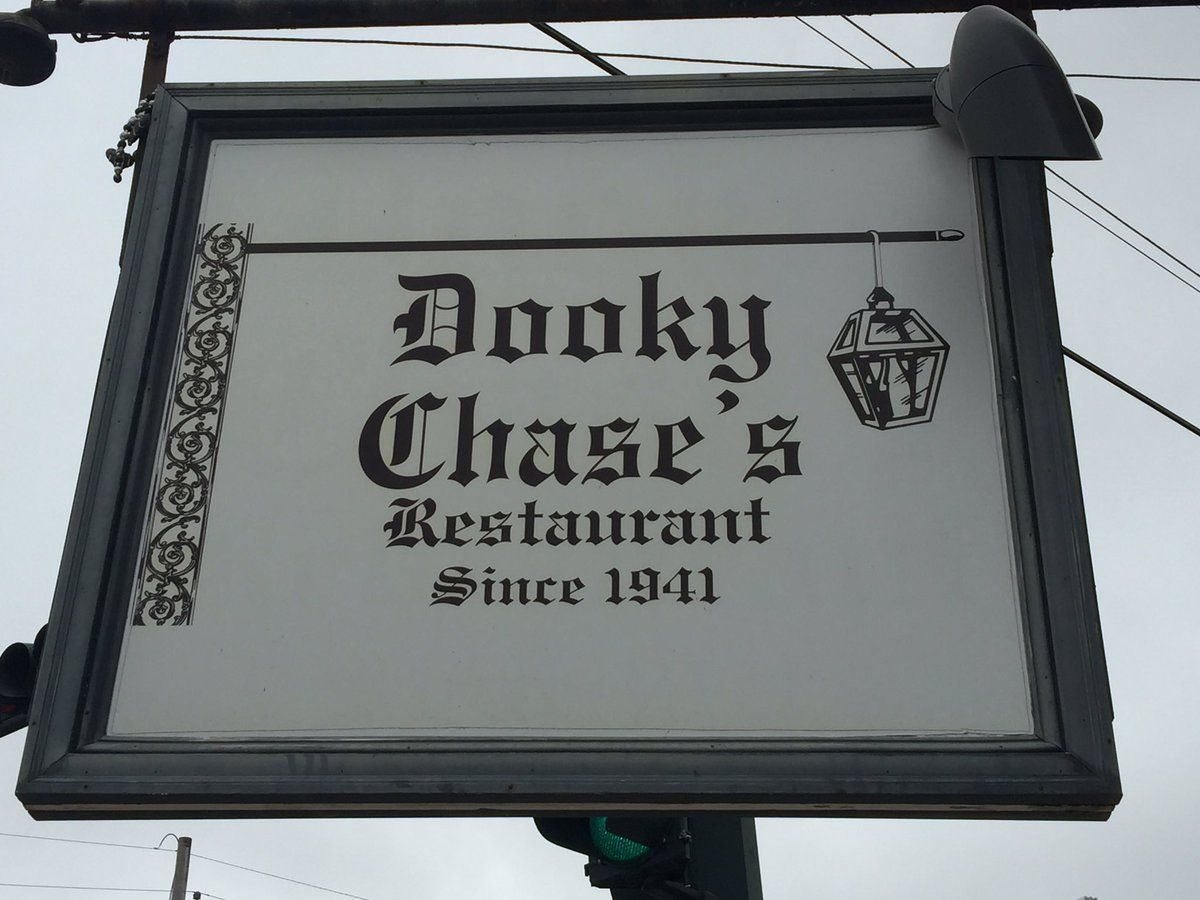 Dooky
Chase's
Restaurant
Since 1941